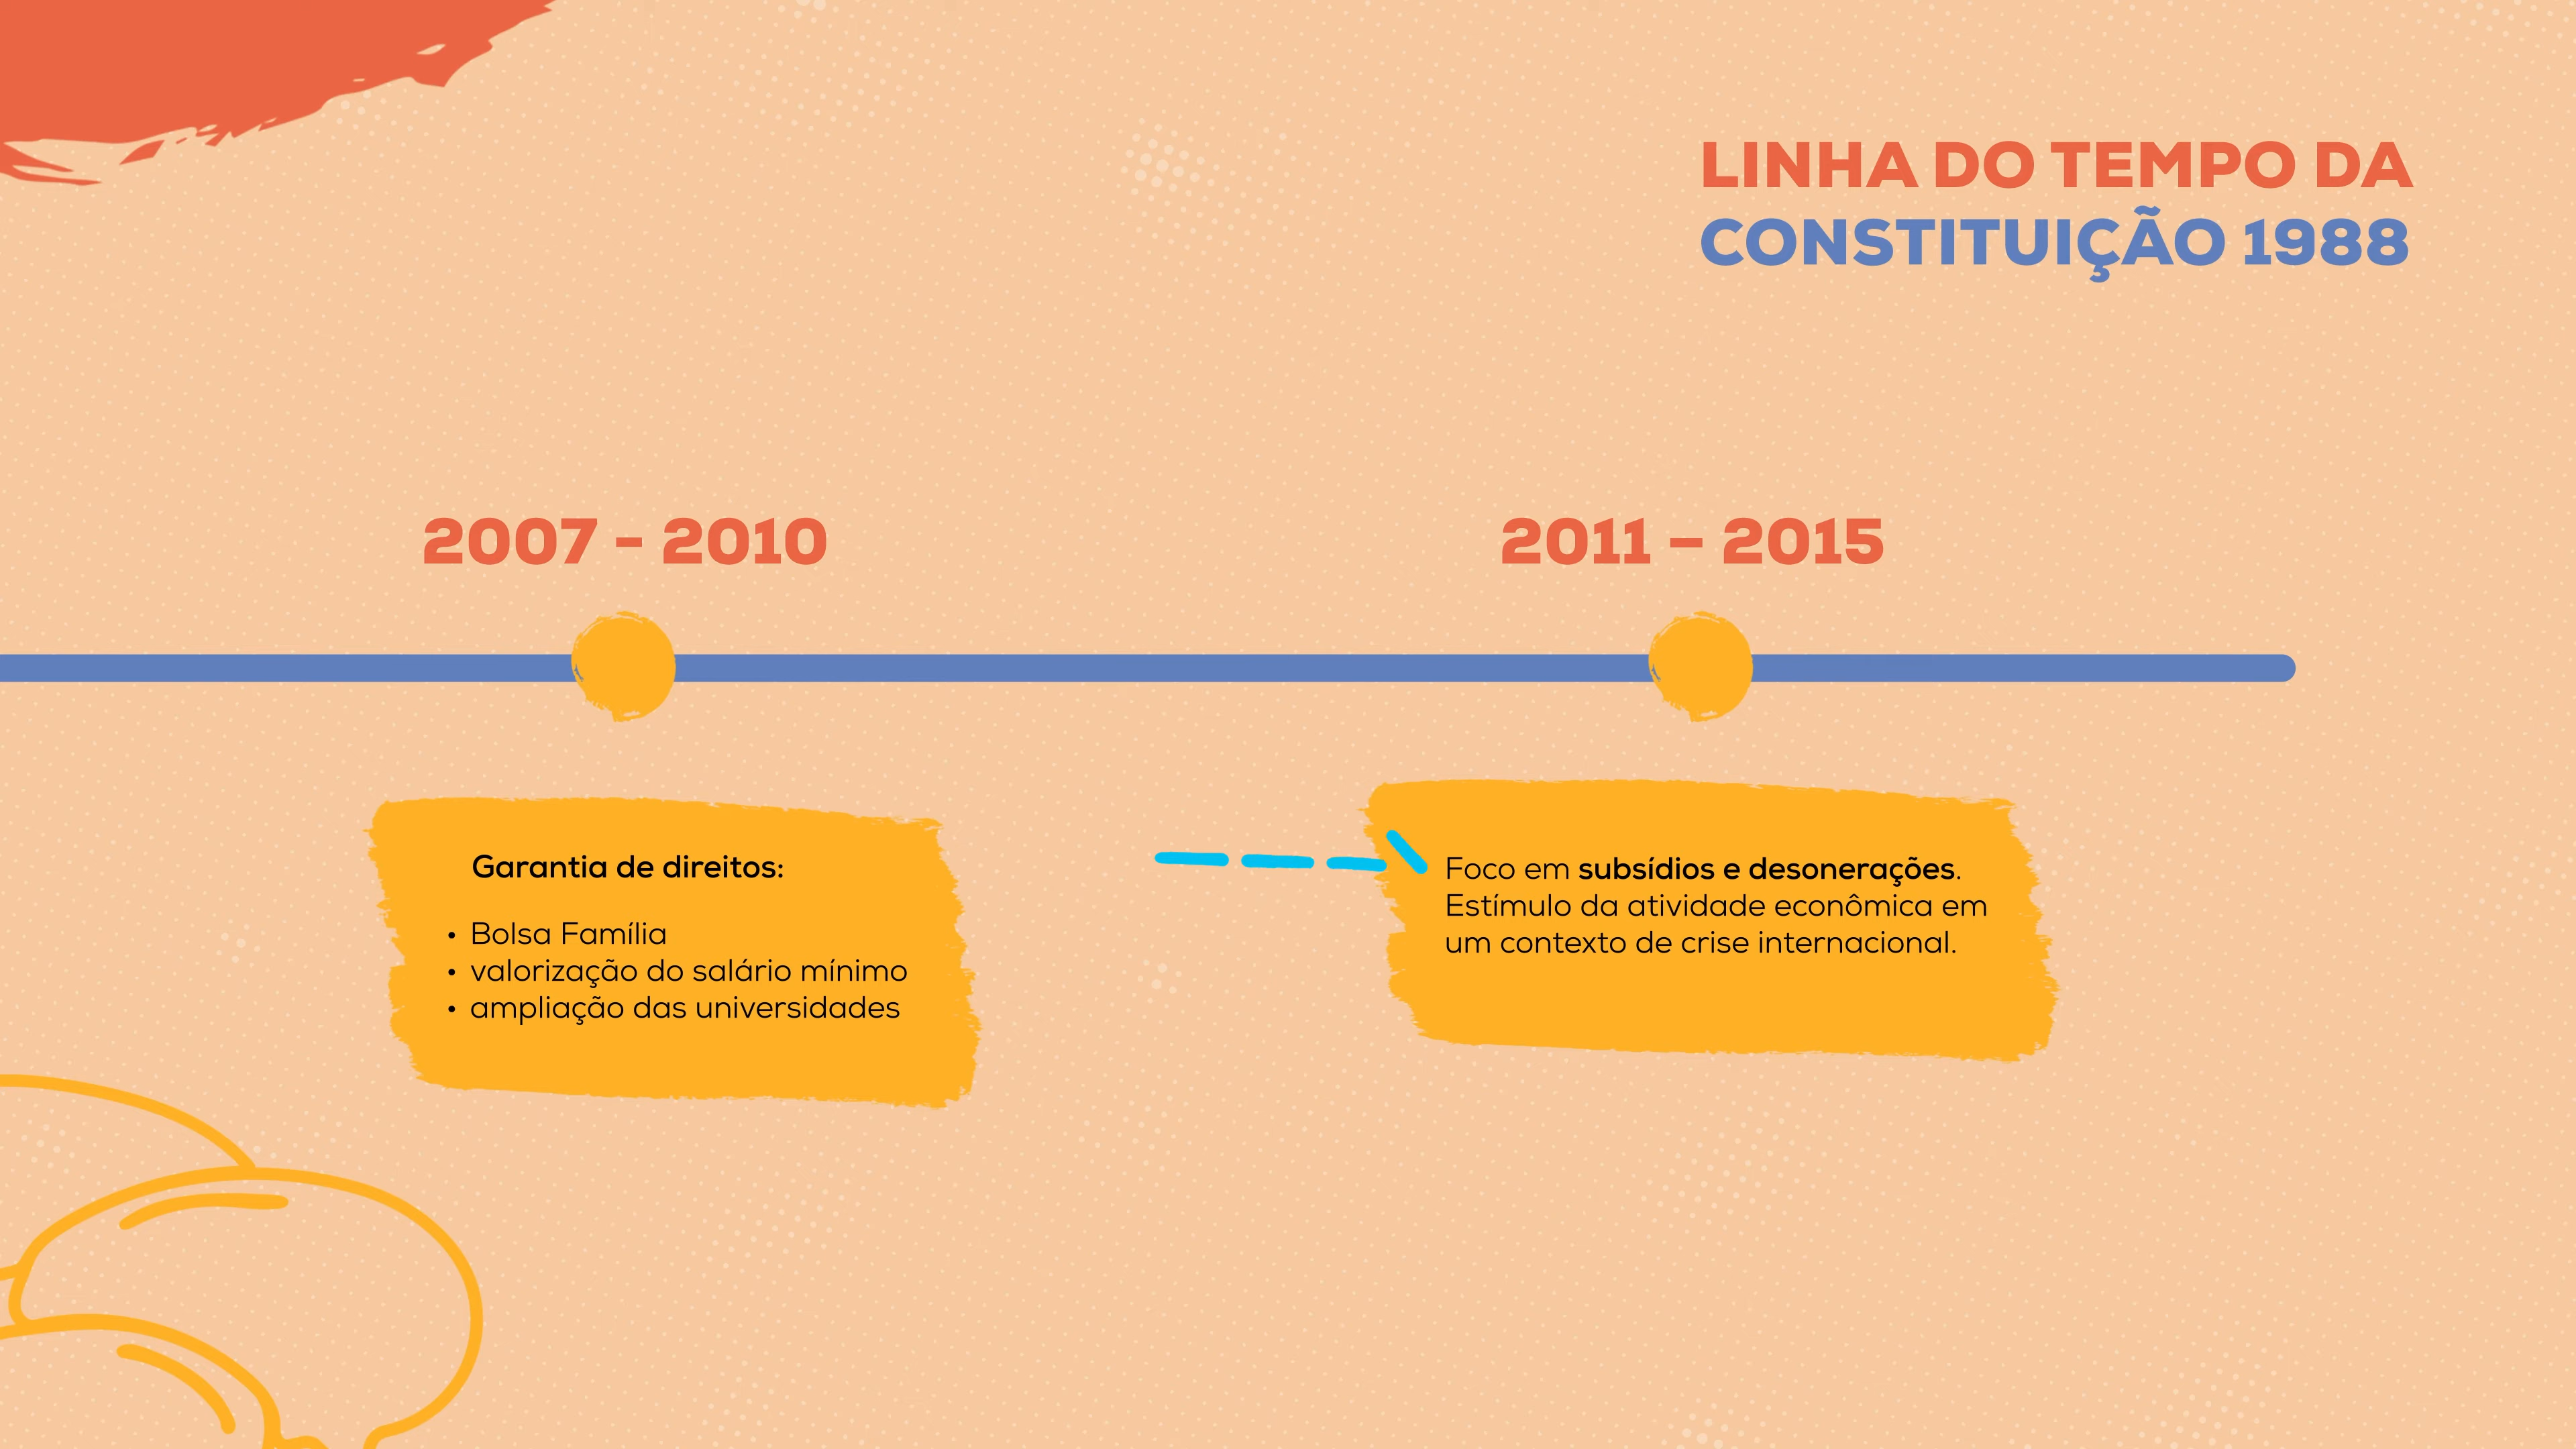 LINHA DO TEMPO DA
CONSTITUIÇÃO 1988
2007 - 2010
2011 – 2015
Garantia de direitos:
• Bolsa Família
• valorização do salário mínimo
• ampliação das universidades
Foco em subsídios e desonerações.
Estímulo da atividade econômica em
um contexto de crise internacional.